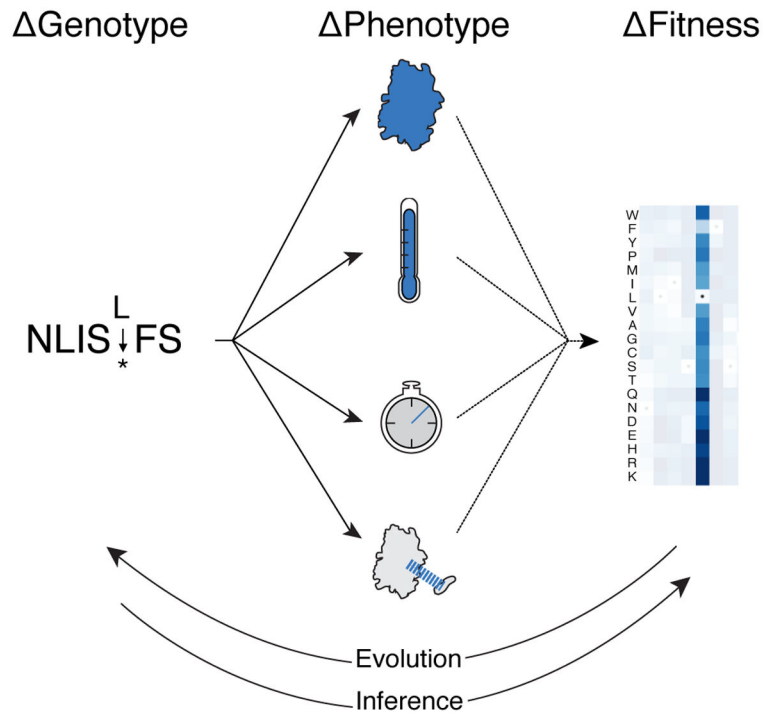 ΔGenotype ΔPhenotype ΔFitness
L
NLIS FS
*
W
F
Y
P
M
I
L
V
A
G
C
S
T
Q
N
D
E
H
R
K
Evolution
Inference